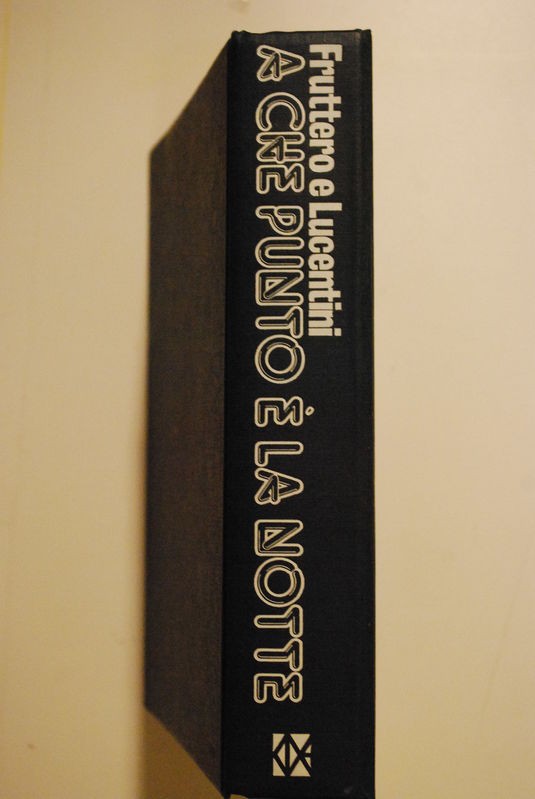 Fruttero e Lucentini
A CHE PUNTO È LA NOTTE